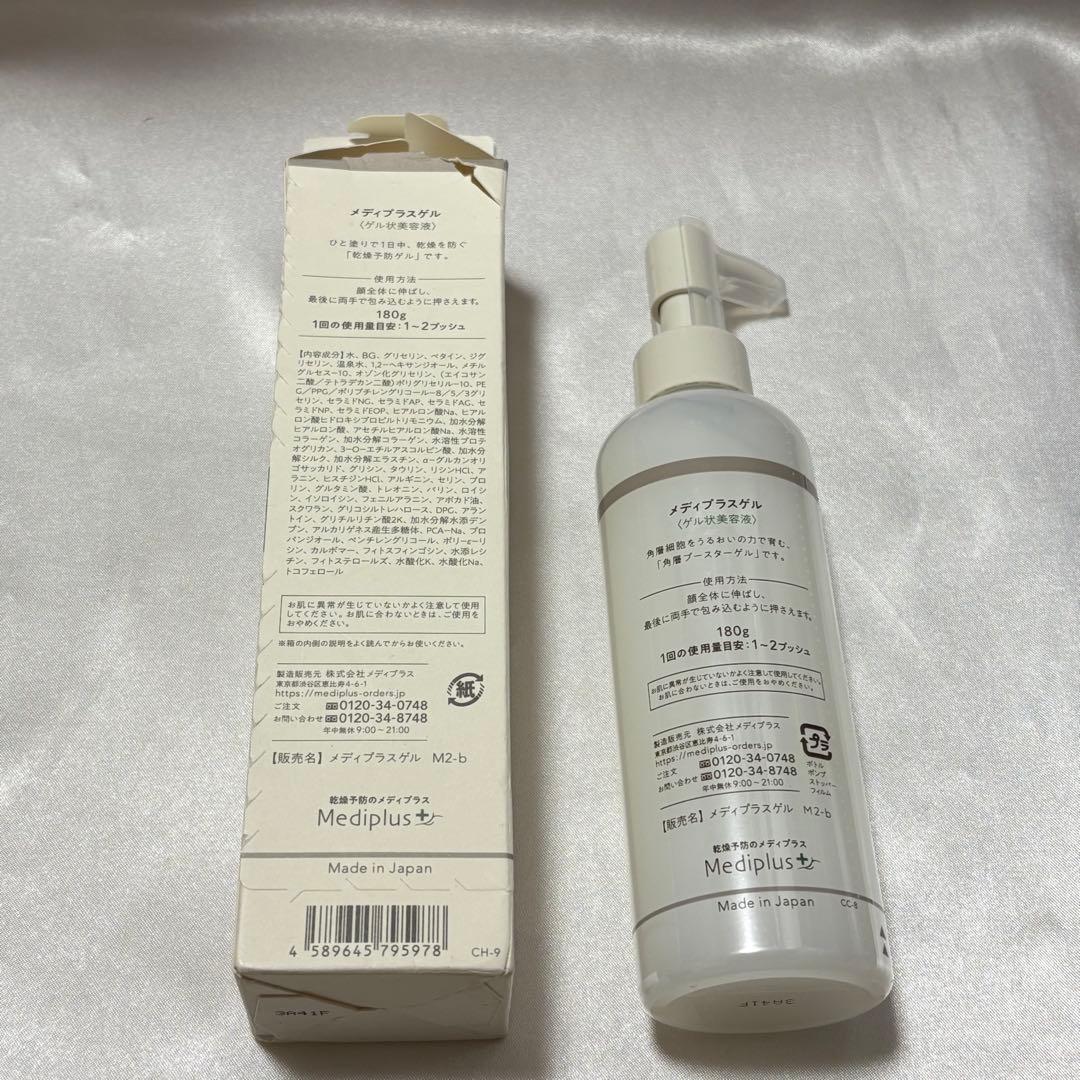 メディプラスゲル
〈ゲル状美容液〉
ひと塗りで1日中、乾燥を防ぐ
「乾燥予防ゲル」です。
使用方法
顔全体に伸ばし、
最後に両手で包み込むように押さえます。
180g
1回の使用量目安：1～2プッシュ
【内容成分】水、BG、グリセリン、ベタイン、ジグ
リセリン、温泉水、1,2-ヘキサンジオール、メチル
グルセス-10、オゾン化グリセリン、（エイコサン
二酸／テトラデカン二酸）ポリグリセリル-10、PE
G／PPG／ポリブチレングリコール-8／5／3グリ
セリン、セラミドNG、セラミドAP、セラミドAG、セ
ラミドNP、セラミドEOP、ヒアルロン酸Na、ヒアル
ロン酸ヒドロキシプロピルトリモニウム、加水分解
ヒアルロン酸、アセチルヒアルロン酸Na、水溶性
コラーゲン、加水分解コラーゲン、水溶性プロテ
オグリカン、3-O-エチルアスコルビン酸、加水分
解シルク、加水分解エラスチン、α-グルカンオリ
ゴサッカリド、グリシン、タウリン、リシンHCl、ア
ラニン、ヒスチジンHCl、アルギニン、セリン、プロ
リン、グルタミン酸、トレオニン、バリン、ロイシ
ン、イソロイシン、フェニルアラニン、アボカド油、
スクワラン、グリコシルトレハロース、DPG、アラン
トイン、グリチルリチン酸2K、加水分解水添デン
プン、アルカリゲネス産生多糖体、PCA-Na、プロ
パンジオール、ペンチレングリコール、ポリ-ε-リ
シン、カルボマー、フィトスフィンゴシン、水添レシ
チン、フィトステロールズ、水酸化K、水酸化Na、
トコフェロール
お肌に異常が生じていないかよく注意して使用
してください。お肌に合わないときは、ご使用を
おやめください。
※箱の内側の説明をよく読んでからお使いください。
製造販売元 株式会社メディプラス
東京都渋谷区恵比寿4-6-1
https://mediplus-orders.jp
ご注文 0120-34-0748
お問い合わせ 0120-34-8748
年中無休9:00～21:00
紙
【販売名】メディプラスゲル M2-b
乾燥予防のメディプラス
Mediplus
Made in Japan
4 589645 795978
CH-9
3A41F
メディプラスゲル
〈ゲル状美容液〉
角層細胞をうるおいの力で育む、
「角層ブースターゲル」です。
使用方法
顔全体に伸ばし、
最後に両手で包み込むように押さえます。
180g
1回の使用量目安：1～2プッシュ
お肌に異常が生じていないかよく注意して使用してください。
お肌に合わないときは、ご使用をおやめください。
製造販売元 株式会社メディプラス
東京都渋谷区恵比寿4-6-1
https://mediplus-orders.jp
ご注文 0120-34-0748
お問い合わせ 0120-34-8748
年中無休9:00～21:00
プラ
ボトル
ポンプ
ストッパー
フィルム
【販売名】メディプラスゲル M2-b
乾燥予防のメディプラス
Mediplus
Made in Japan
CC-8
3A41F